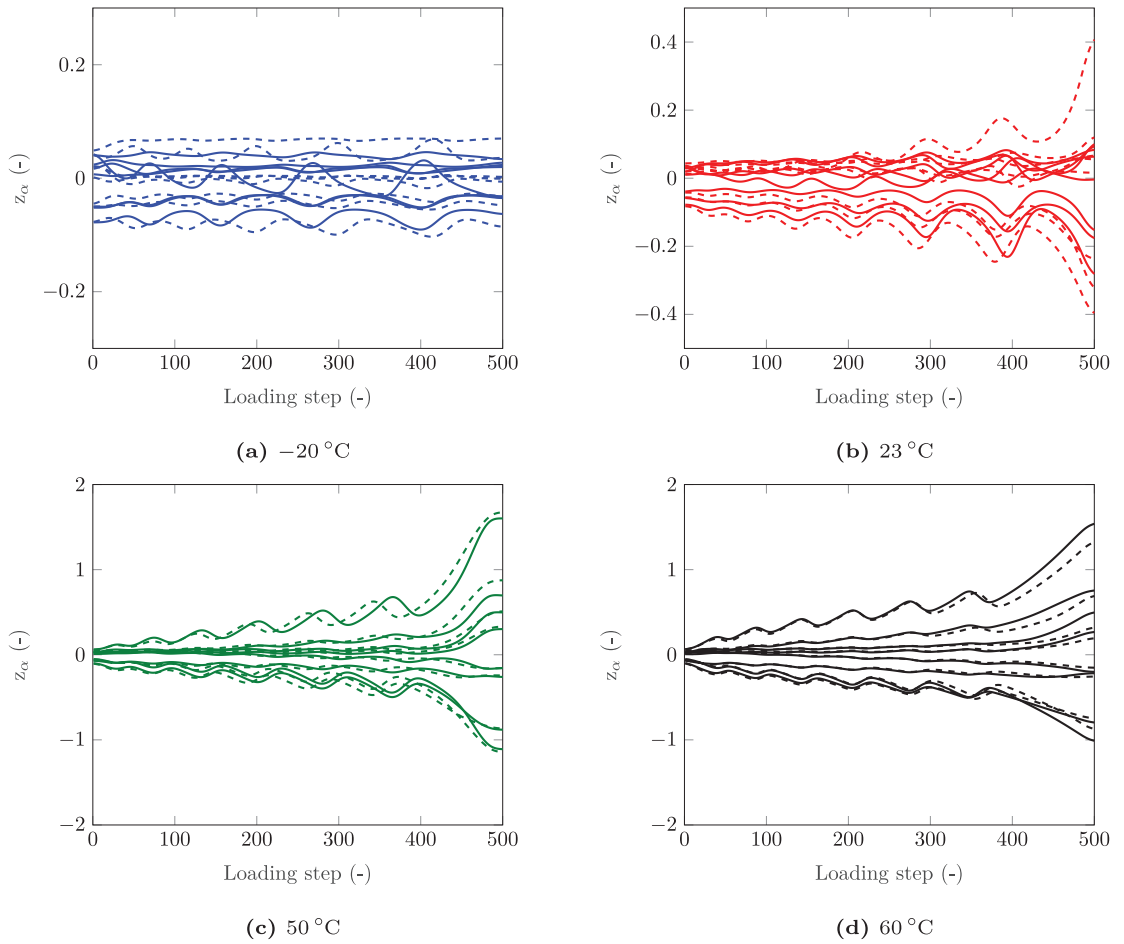 0.2
0
−0.2
z_α (-)
0 100 200 300 400 500
Loading step (-)
(a) −20 °C
0.4
0.2
0
−0.2
−0.4
z_α (-)
0 100 200 300 400 500
Loading step (-)
(b) 23 °C
2
1
0
−1
−2
z_α (-)
0 100 200 300 400 500
Loading step (-)
(c) 50 °C
2
1
0
−1
−2
z_α (-)
0 100 200 300 400 500
Loading step (-)
(d) 60 °C